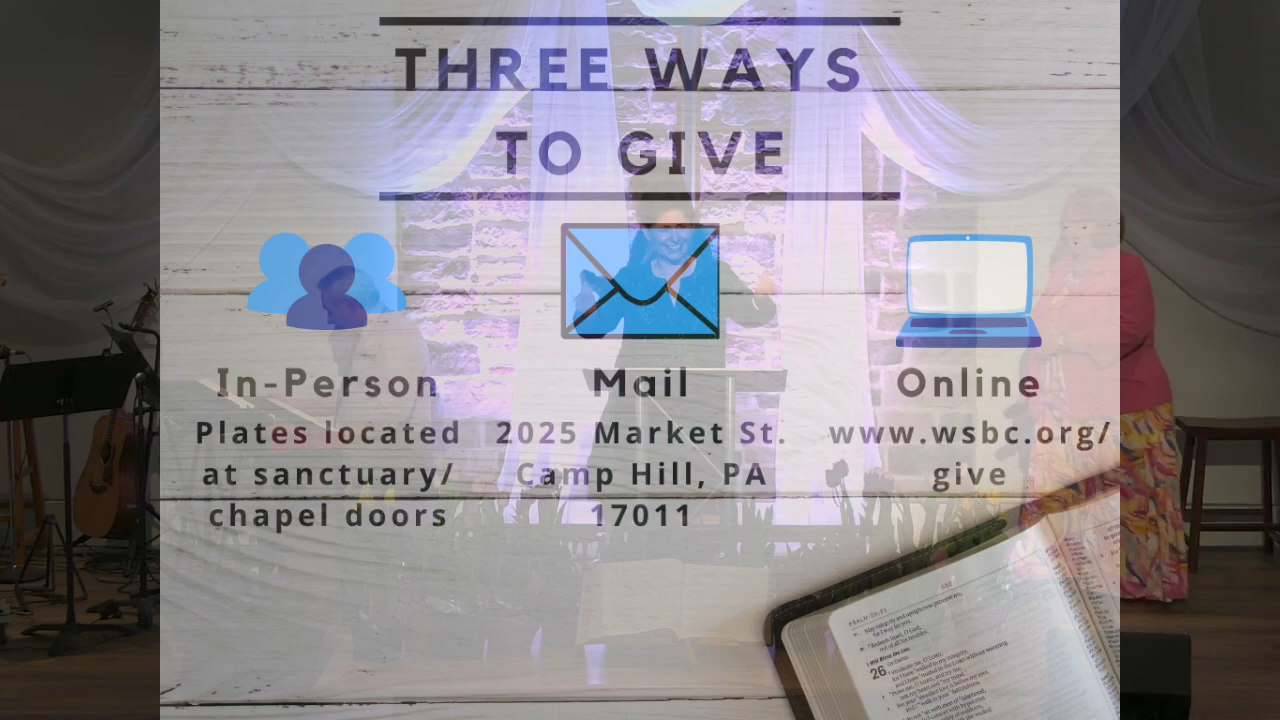 THREE WAYS
TO GIVE
In-Person
Plates located
at sanctuary/
chapel doors
Mail
2025 Market St.
Camp Hill, PA
17011
Online
www.wsbc.org/
give
26